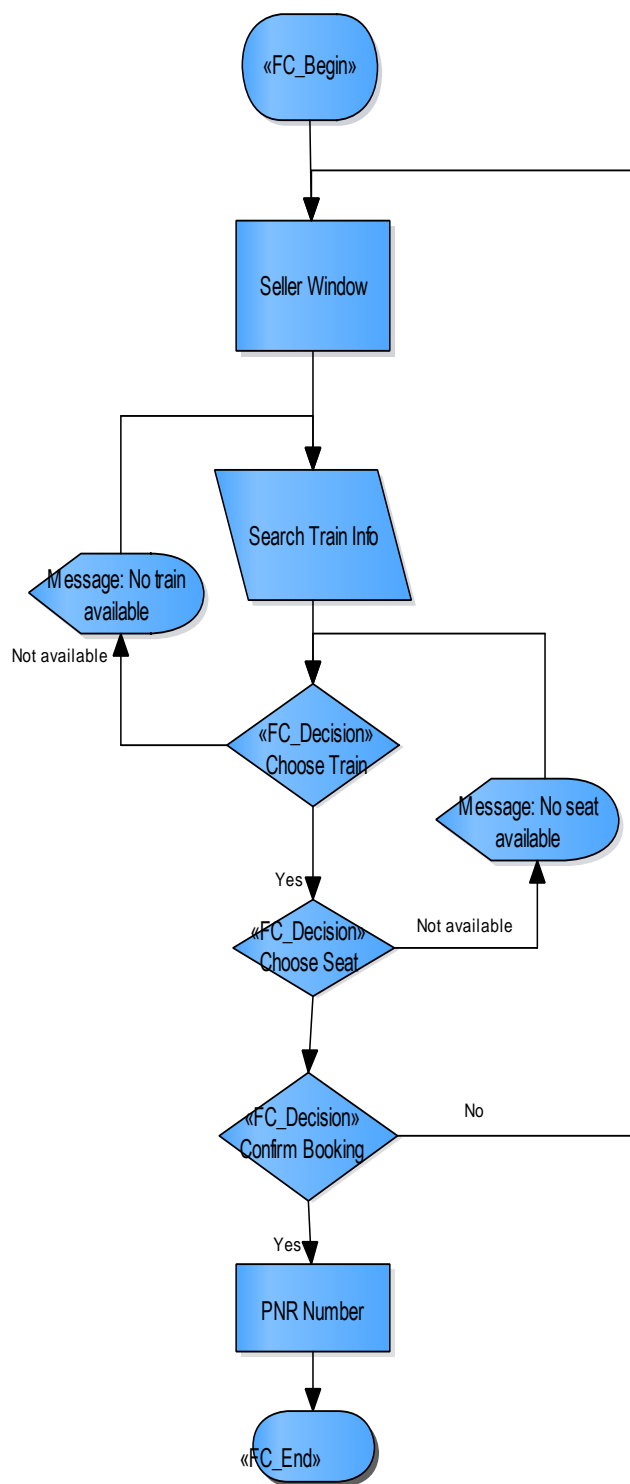 «FC_Begin»
Seller Window
Search Train Info
Message: No train
available
Not available
«FC_Decision»
Choose Train
Message: No seat
available
Yes
«FC_Decision»
Choose Seat
Not available
«FC_Decision»
Confirm Booking
No
Yes
PNR Number
«FC_End»